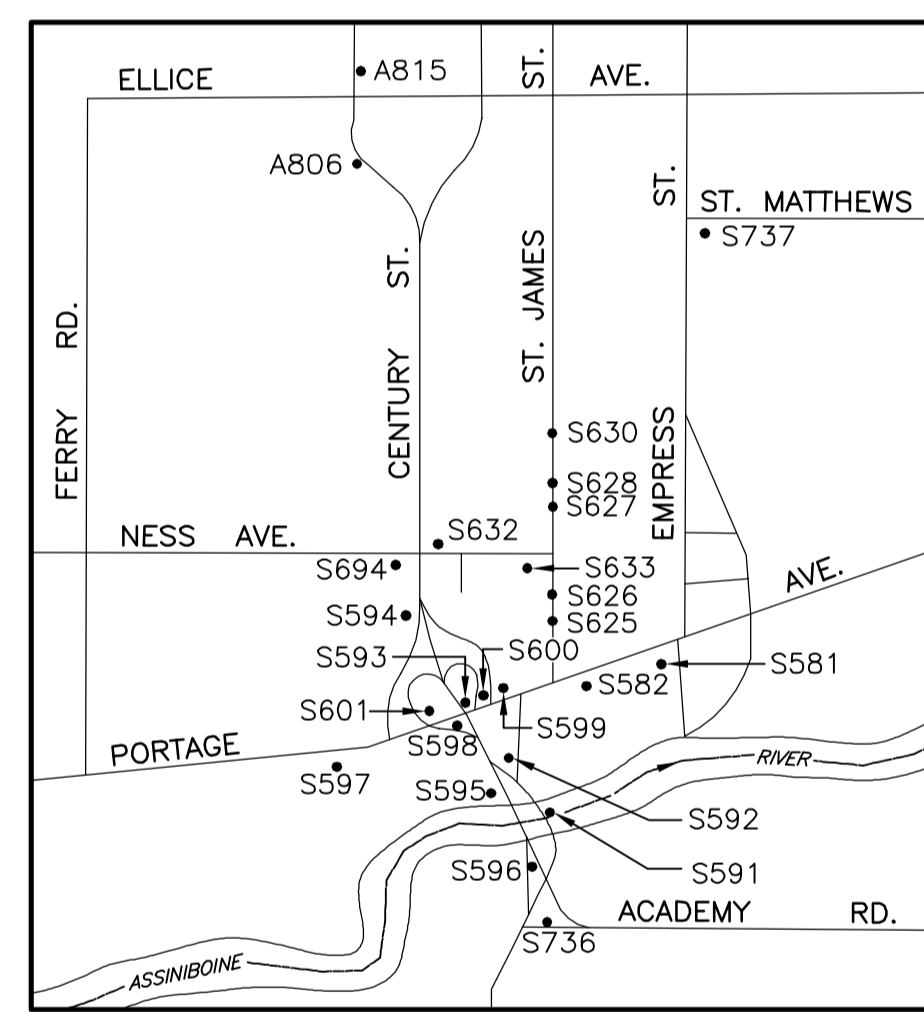 ELLICE
ST.
AVE.
A815
A806
ST.
ST. MATTHEWS
S737
FERRY RD.
CENTURY ST.
ST. JAMES
EMPRESS
S630
S628
S627
NESS AVE.
S632
S694
S633
S626
S625
S594
AVE.
S593
S600
S581
S582
S601
S599
S598
PORTAGE
S597
RIVER
S595
S592
S596
S591
ACADEMY RD.
S736
ASSINIBOINE